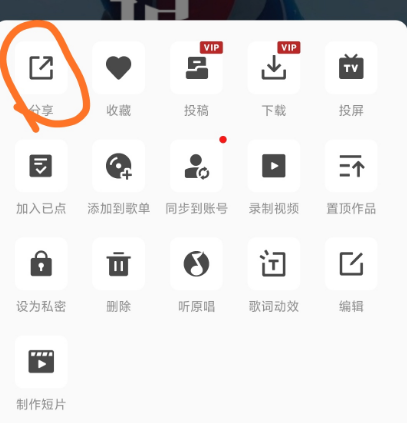 VIP VIP
TV
分享 收藏 投稿 下载 投屏
加入已点 添加到歌单 同步到账号 录制视频 置顶作品
T
设为私密 删除 听原唱 歌词动效 编辑
制作短片